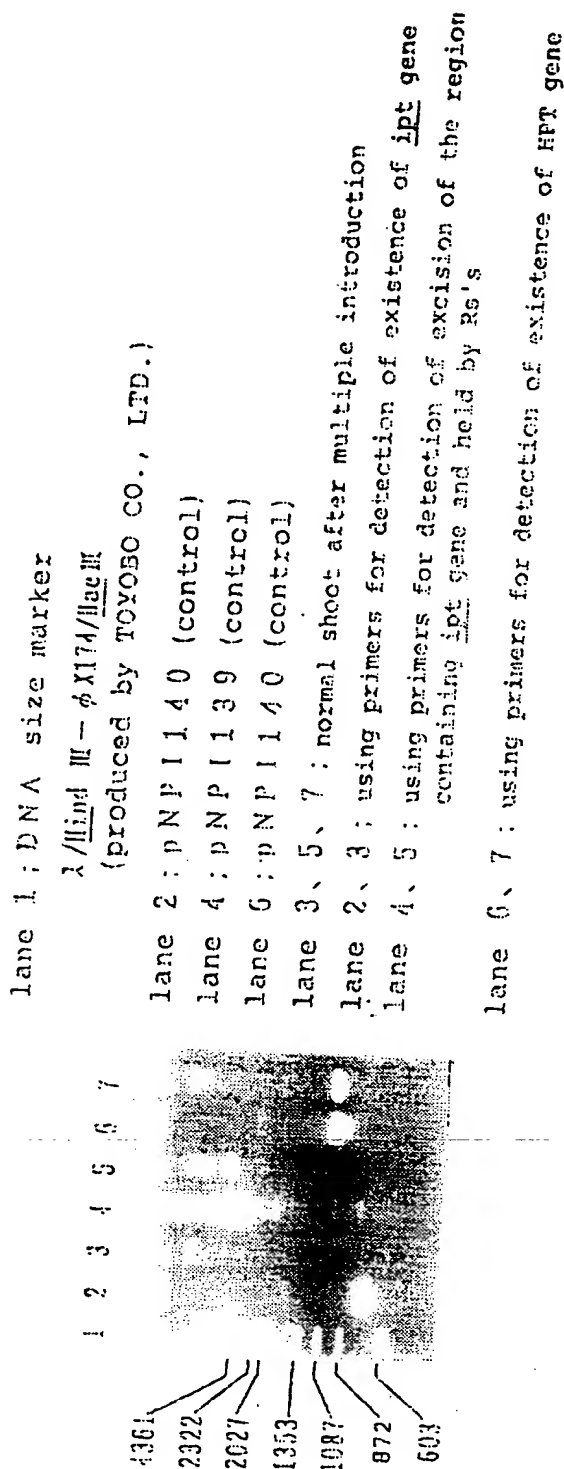 1 2 3 4 5 6 7
4361
2322
2027
1353
1087
872
603
lane 1 ; DNA size marker
λ/Hind III - φX174/Hae III
(produced by TOYOBO CO., LTD.)
lane 2 ; pNPI140 (control)
lane 4 ; pNPI139 (control)
lane 6 ; pNPI140 (control)
lane 3、5、7 ; normal shoot after multiple introduction
lane 2、3 ; using primers for detection of existence of ipt gene
lane 4、5 ; using primers for detection of excision of the region
containing ipt gene and held by Rs's
lane 6、7 ; using primers for detection of existence of HPT gene